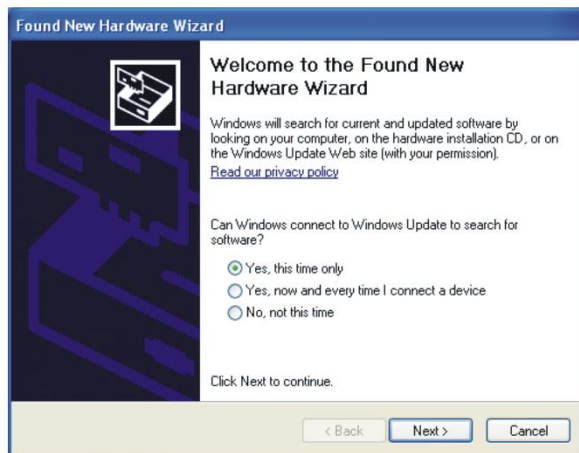 Found New Hardware Wizard
Welcome to the Found New
Hardware Wizard
Windows will search for current and updated software by
looking on your computer, on the hardware installation CD, or on
the Windows Update Web site (with your permission).
Read our privacy policy
Can Windows connect to Windows Update to search for
software?
Yes, this time only
Yes, now and every time I connect a device
No, not this time
Click Next to continue.
< Back
Next >
Cancel